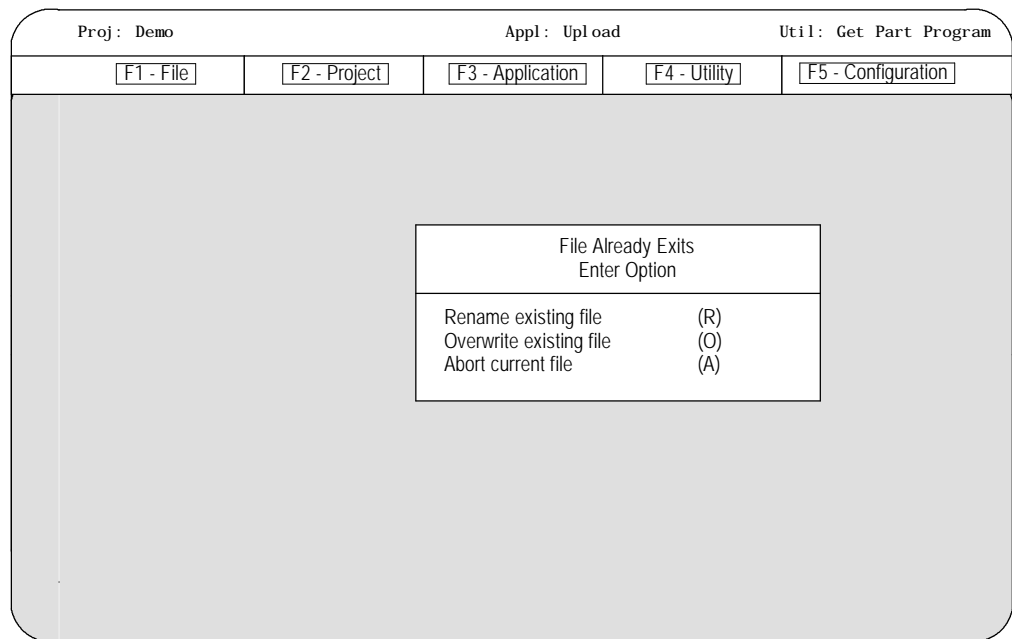 Proj: Demo Appl: Upload Util: Get Part Program
F1 - File F2 - Project F3 - Application F4 - Utility F5 - Configuration
File Already Exits
Enter Option
Rename existing file (R)
Overwrite existing file (O)
Abort current file (A)